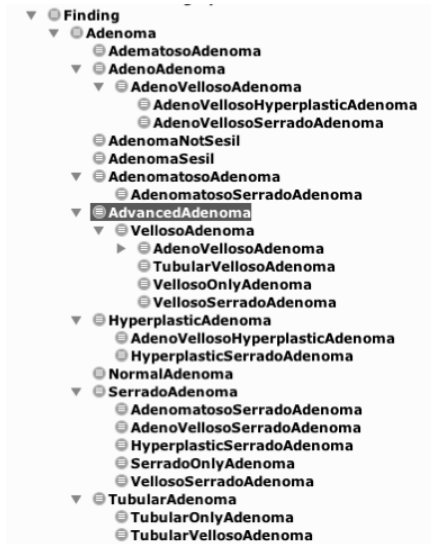 Finding
Adenoma
AdematosoAdenoma
AdenoAdenoma
AdenoVellosoAdenoma
AdenoVellosoHyperplasticAdenoma
AdenoVellosoSerradoAdenoma
AdenomaNotSesil
AdenomaSesil
AdenomatosoAdenoma
AdenomatosoSerradoAdenoma
AdvancedAdenoma
VellosoAdenoma
AdenoVellosoAdenoma
TubularVellosoAdenoma
VellosoOnlyAdenoma
VellosoSerradoAdenoma
HyperplasticAdenoma
AdenoVellosoHyperplasticAdenoma
HyperplasticSerradoAdenoma
NormalAdenoma
SerradoAdenoma
AdenomatosoSerradoAdenoma
AdenoVellosoSerradoAdenoma
HyperplasticSerradoAdenoma
SerradoOnlyAdenoma
VellosoSerradoAdenoma
TubularAdenoma
TubularOnlyAdenoma
TubularVellosoAdenoma